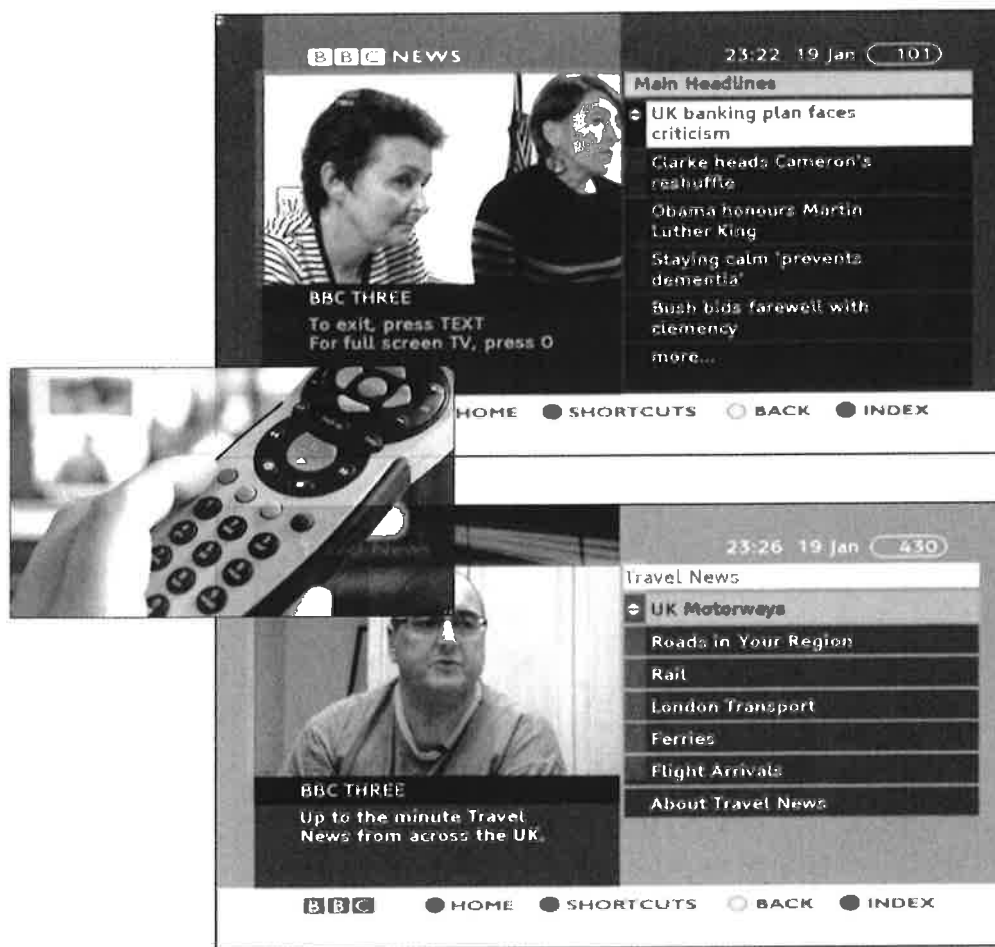 BBC NEWS
23:22 19 Jan 101
Main Headlines
UK banking plan faces
criticism
Clarke heads Cameron's
reshuffle
Obama honours Martin
Luther King
Staying calm 'prevents
dementia'
Bush bids farewell with
clemency
more...
BBC THREE
To exit, press TEXT
For full screen TV, press 0
HOME SHORTCUTS BACK INDEX
23:26 19 Jan 430
Travel News
UK Motorways
Roads in Your Region
Rail
London Transport
Ferries
Flight Arrivals
About Travel News
BBC THREE
Up to the minute Travel
News from across the UK.
BBC HOME SHORTCUTS BACK INDEX